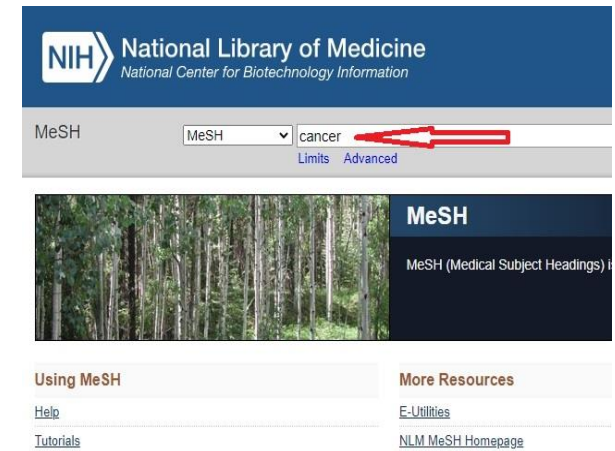 NIH National Library of Medicine
National Center for Biotechnology Information
MeSH MeSH cancer
Limits Advanced
MeSH
MeSH (Medical Subject Headings) is
Using MeSH More Resources
Help E-Utilities
Tutorials NLM MeSH Homepage